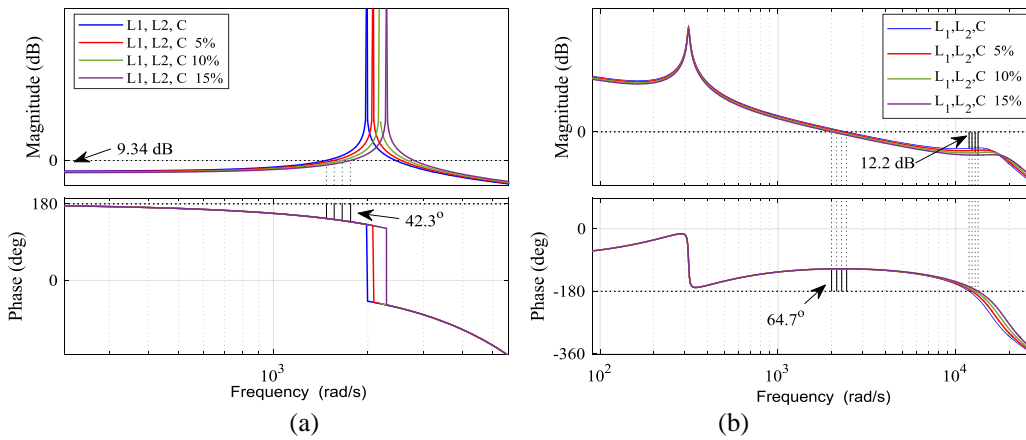 L1, L2, C
L1, L2, C 5%
L1, L2, C 10%
L1, L2, C 15%
Magnitude (dB)
0
9.34 dB
180
0
Phase (deg)
42.3°
10³
Frequency (rad/s)
(a)
L₁,L₂,C
L₁,L₂,C 5%
L₁,L₂,C 10%
L₁,L₂,C 15%
Magnitude (dB)
0
12.2 dB
0
-180
-360
Phase (deg)
64.7°
10² 10³ 10⁴
Frequency (rad/s)
(b)